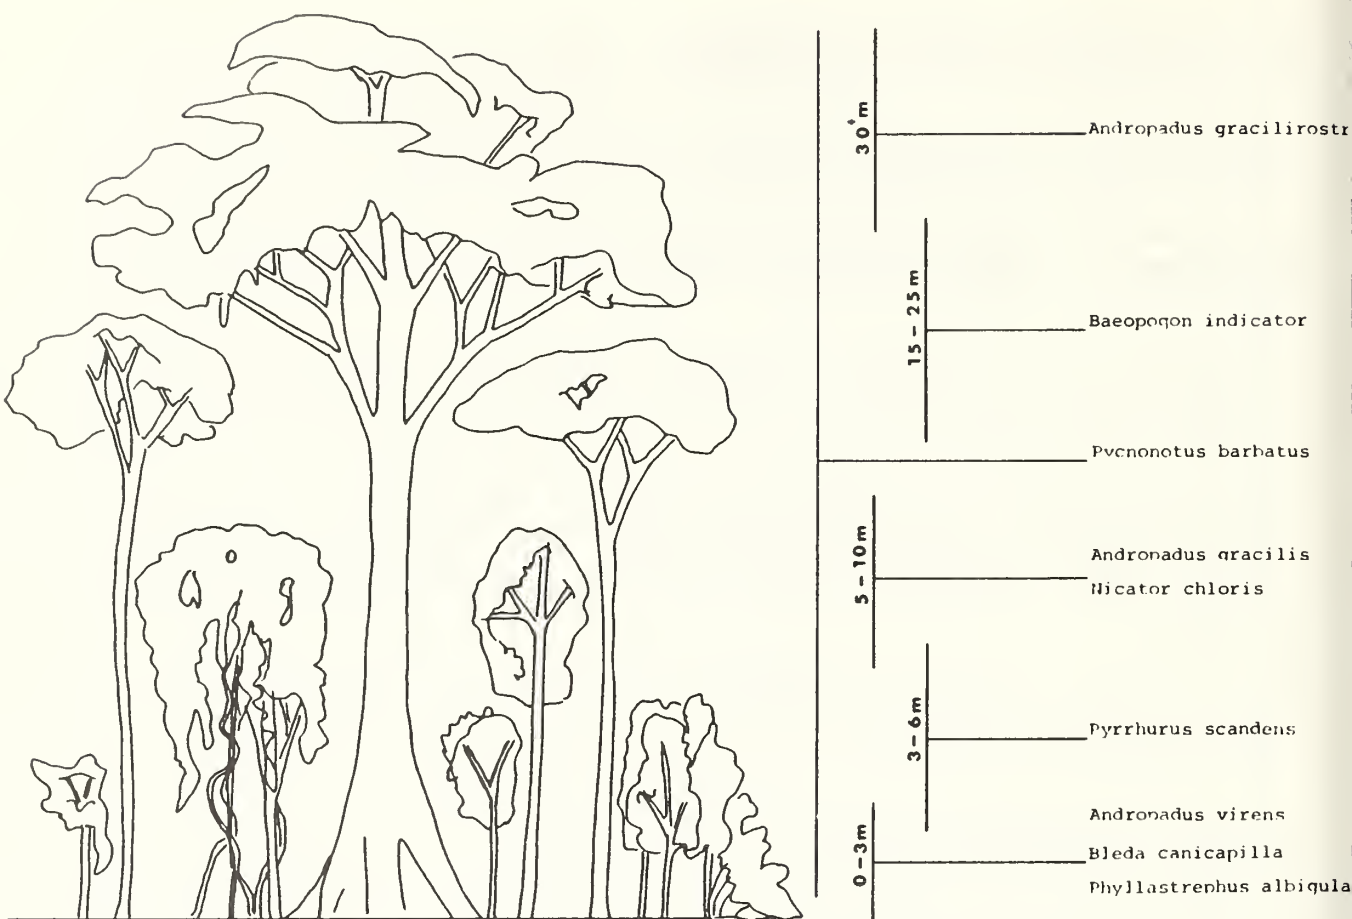 30+m
Andropadus gracilirostr
15-25m
Baeopogon indicator
Pycnonotus barbatus
5-10m
Andropadus gracilis
Nicator chloris
3-6m
Pyrrhurus scandens
Andropadus virens
0-3m
Bleda canicapilla
Phyllastrephus albigula